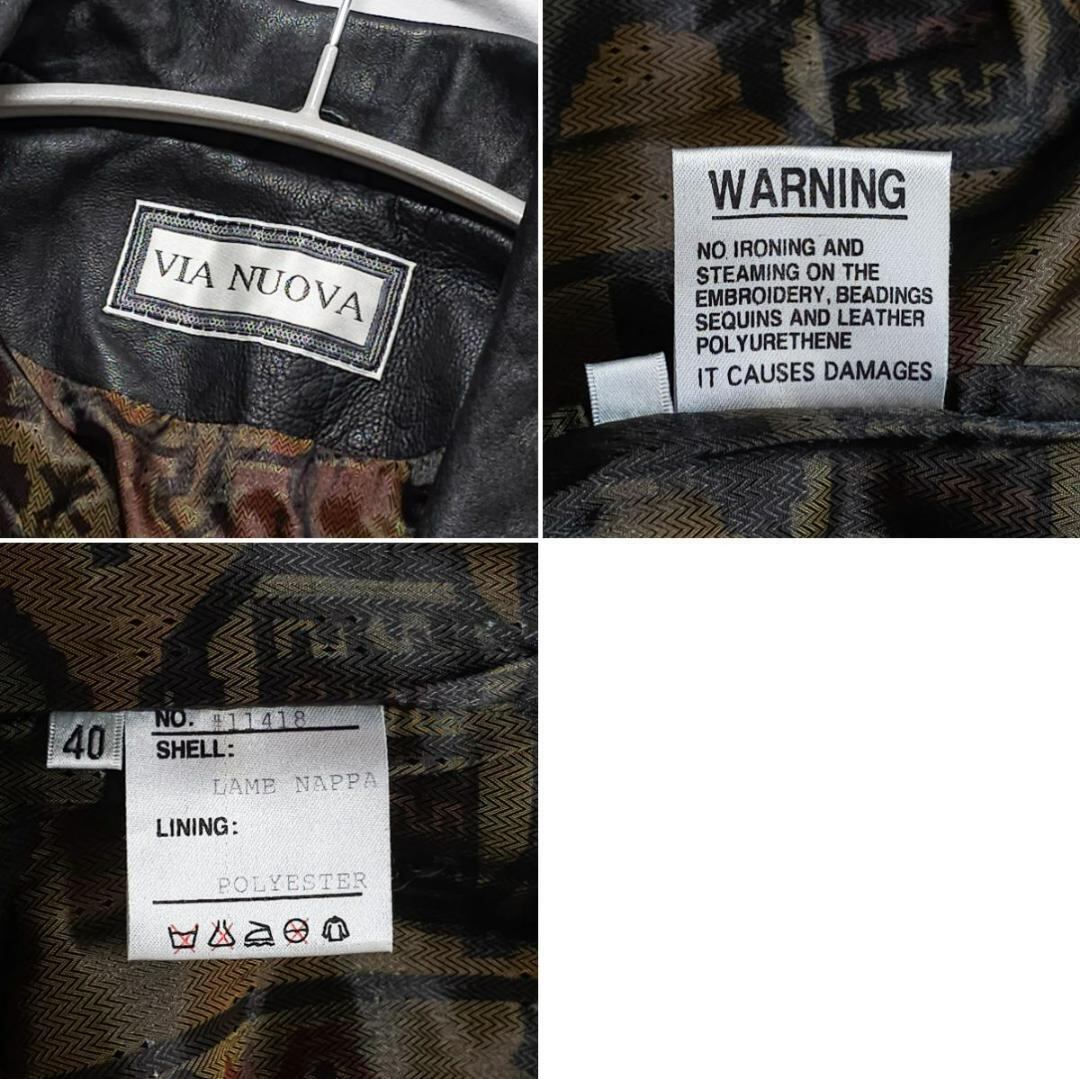 VIA NUOVA
WARNING
NO IRONING AND
STEAMING ON THE
EMBROIDERY, BEADINGS
SEQUINS AND LEATHER
POLYURETHENE
IT CAUSES DAMAGES
40
NO. #11418
SHELL:
LAMB NAPPA
LINING:
POLYESTER